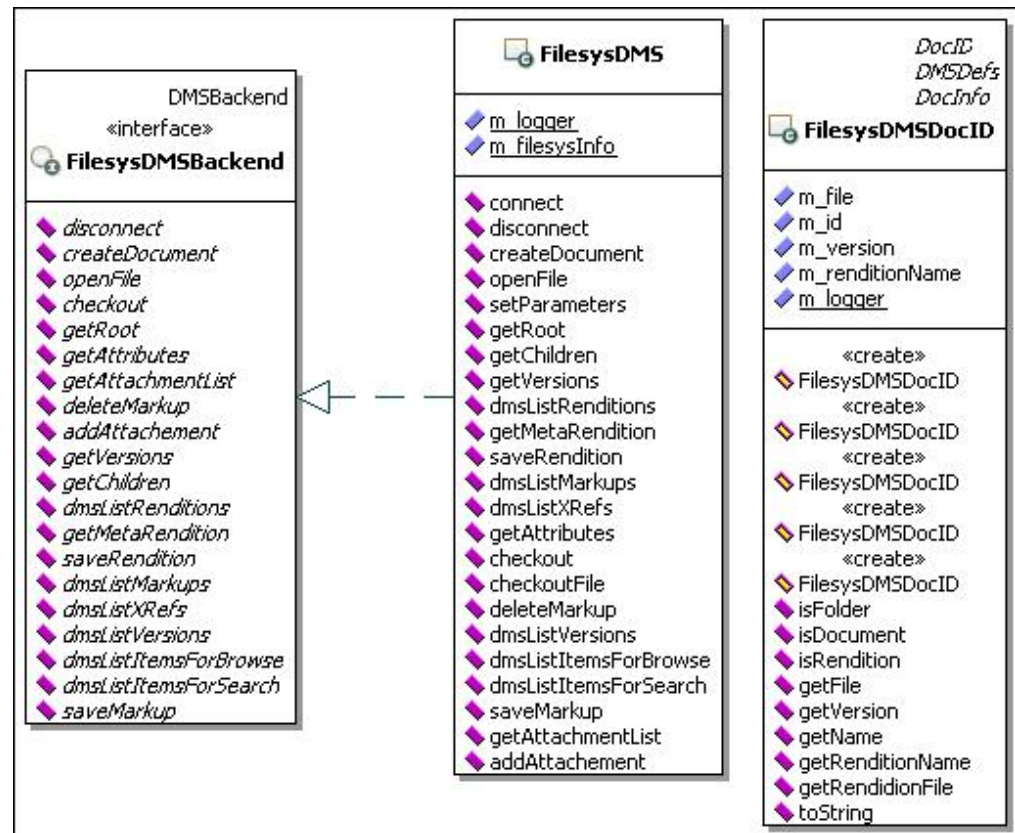 DMSBackend
«interface»
FilesysDMSBackend
disconnect
createDocument
openFile
checkout
getRoot
getAttributes
getAttachmentList
deleteMarkup
addAttachement
getVersions
getChildren
dmsListRenditions
getMetaRendition
saveRendition
dmsListMarkups
dmsListXRefs
dmsListVersions
dmsListItemsForBrowse
dmsListItemsForSearch
saveMarkup
FilesysDMS
m_logger
m_filesysInfo
connect
disconnect
createDocument
openFile
setParameters
getRoot
getChildren
getVersions
dmsListRenditions
getMetaRendition
saveRendition
dmsListMarkups
dmsListXRefs
getAttributes
checkout
checkoutFile
deleteMarkup
dmsListVersions
dmsListItemsForBrowse
dmsListItemsForSearch
saveMarkup
getAttachmentList
addAttachement
DocID
DMSDefs
DocInfo
FilesysDMSDocID
m_file
m_id
m_version
m_renditionName
m_logger
«create»
FilesysDMSDocID
«create»
FilesysDMSDocID
«create»
FilesysDMSDocID
«create»
FilesysDMSDocID
«create»
FilesysDMSDocID
isFolder
isDocument
isRendition
getFile
getVersion
getName
getRenditionName
getRendidionFile
toString